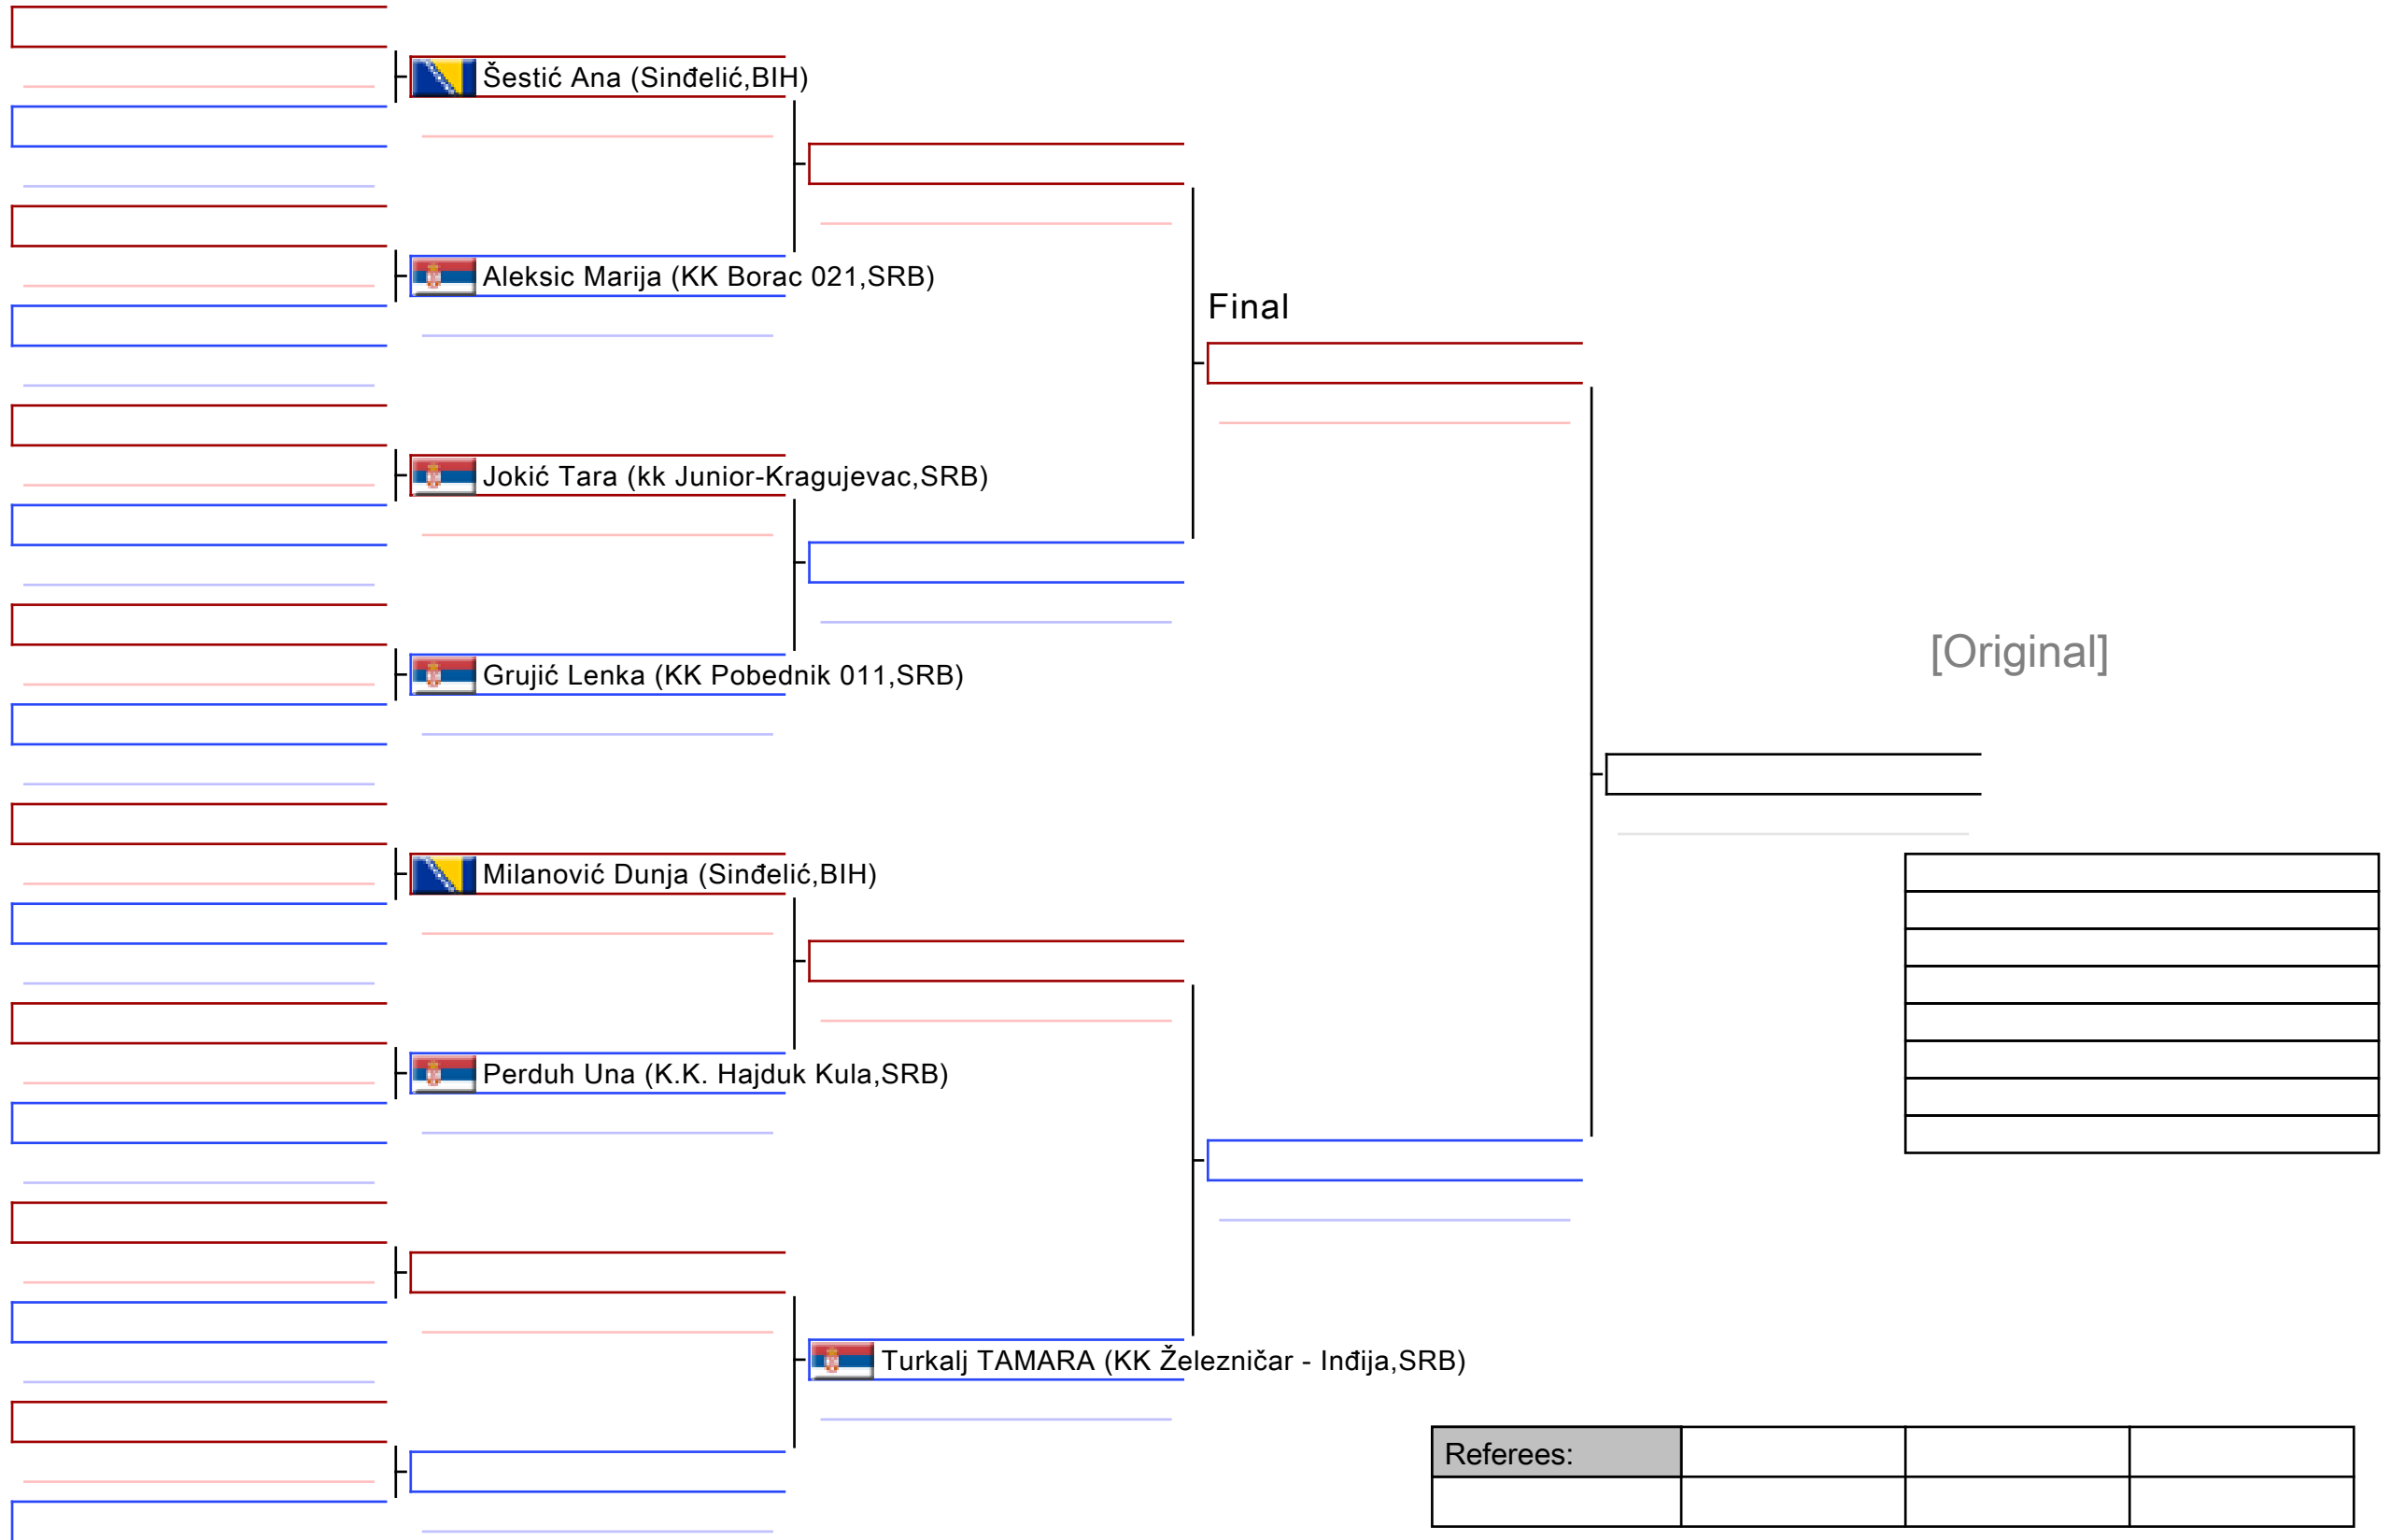 Šestić Ana (Sinđelić,BIH)
Aleksic Marija (KK Borac 021,SRB)
Final
Jokić Tara (kk Junior-Kragujevac,SRB)
[Original]
Grujić Lenka (KK Pobednik 011,SRB)
Milanović Dunja (Sinđelić,BIH)
Perduh Una (K.K. Hajduk Kula,SRB)
Turkalj TAMARA (KK Železničar - Inđija,SRB)
Referees: